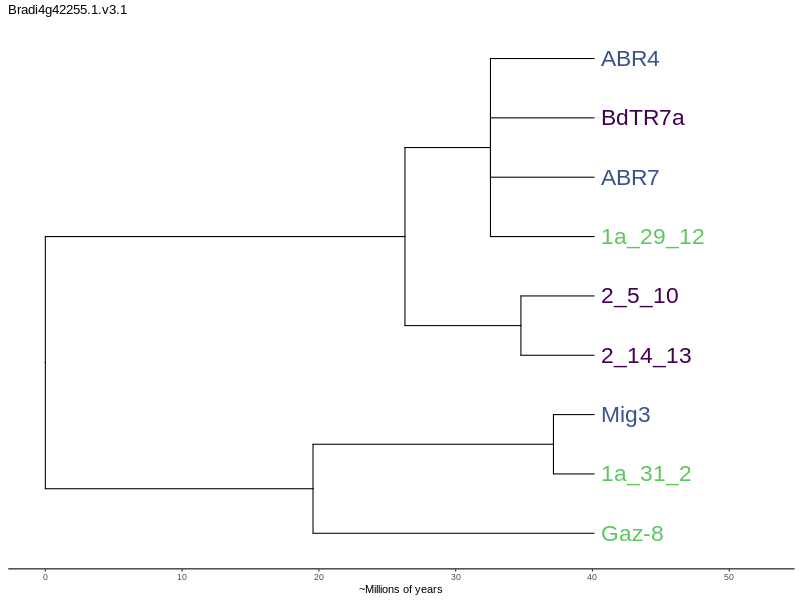 Bradi4g42255.1.v3.1
ABR4
BdTR7a
ABR7
1a_29_12
2_5_10
2_14_13
Mig3
1a_31_2
Gaz-8
0 10 20 30 40 50
~Millions of years